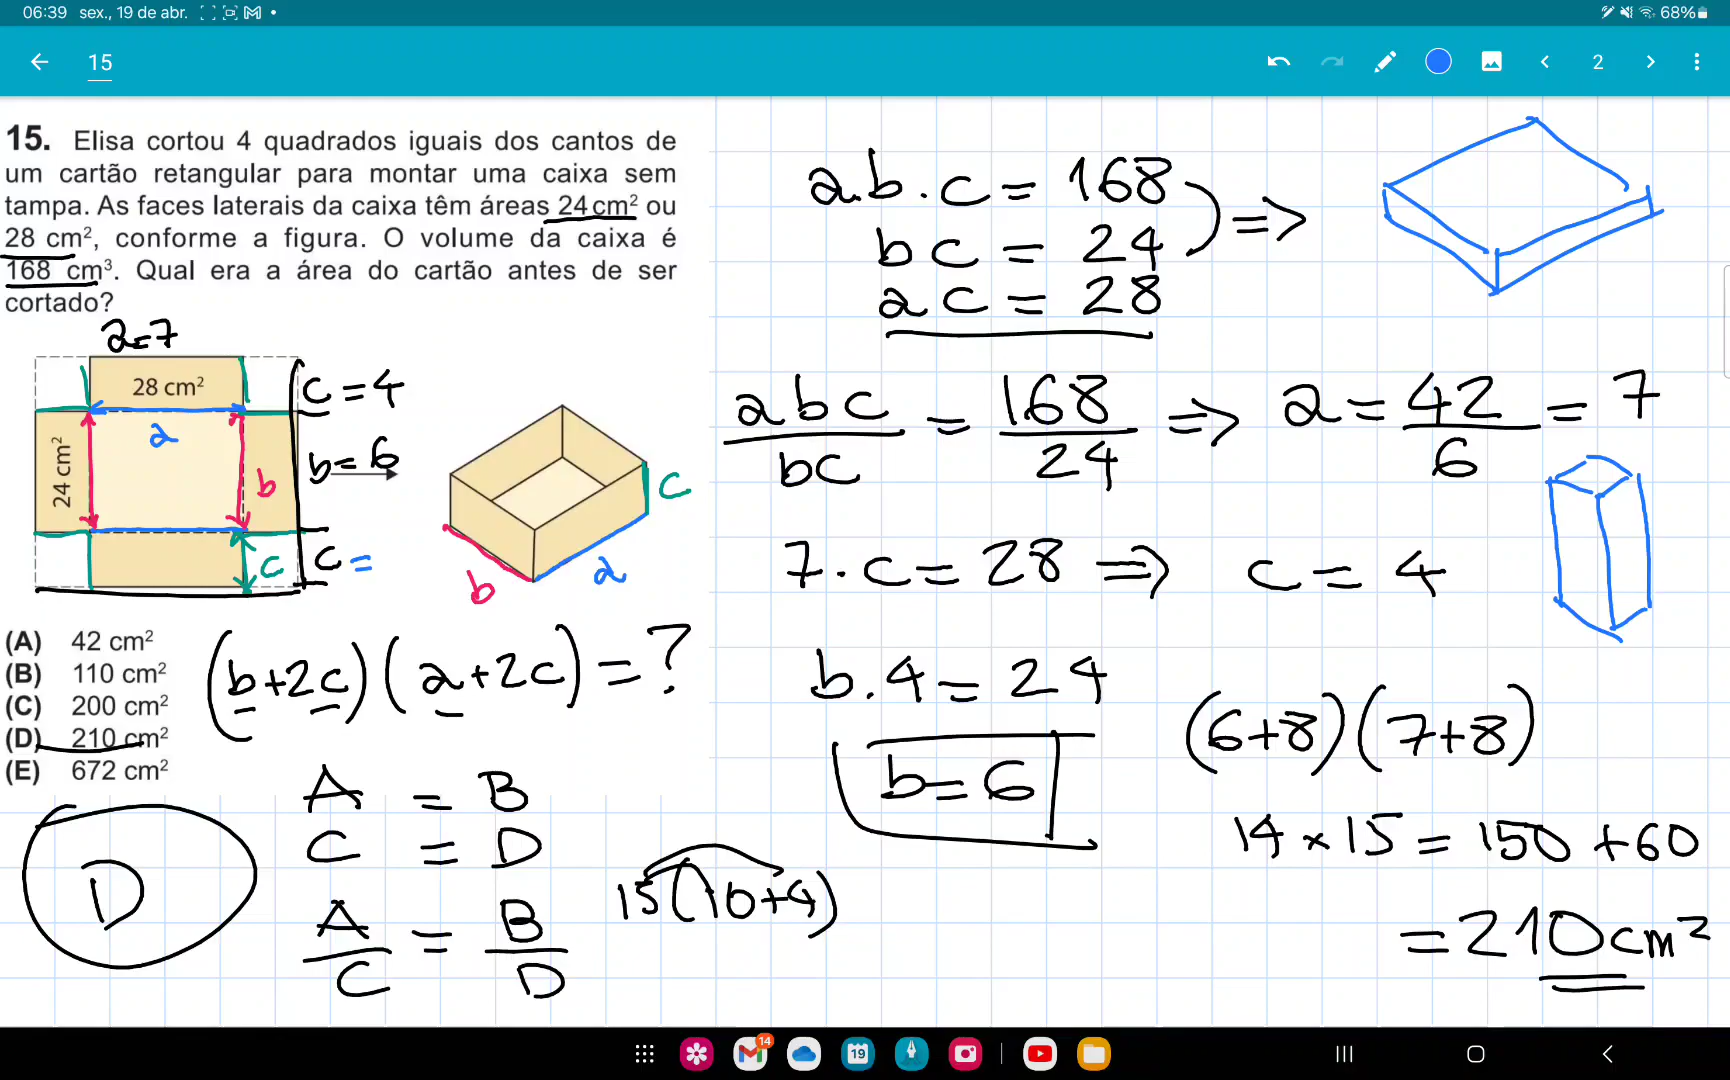 06:39 sex., 19 de abr.
68%
15
2
15. Elisa cortou 4 quadrados iguais dos cantos de
um cartão retangular para montar uma caixa sem
tampa. As faces laterais da caixa têm áreas 24 cm² ou
28 cm², conforme a figura. O volume da caixa é
168 cm³. Qual era a área do cartão antes de ser
cortado?
a=7
28 cm²
c=4
a
24 cm²
b
b=6
c
c=
c
b
a
(A) 42 cm²
(B) 110 cm²
(C) 200 cm²
(D) 210 cm²
(E) 672 cm²
(b+2c)(a+2c)=?
A = B
C = D
A/C = B/D
D
15(10+4)
a.b.c = 168 ) =>
bc = 24
ac = 28
abc/bc = 168/24 => a = 42/6 = 7
7.c = 28 => c = 4
b.4 = 24
b=6
(6+8)(7+8)
14 x 15 = 150 + 60
= 210 cm²
14
19